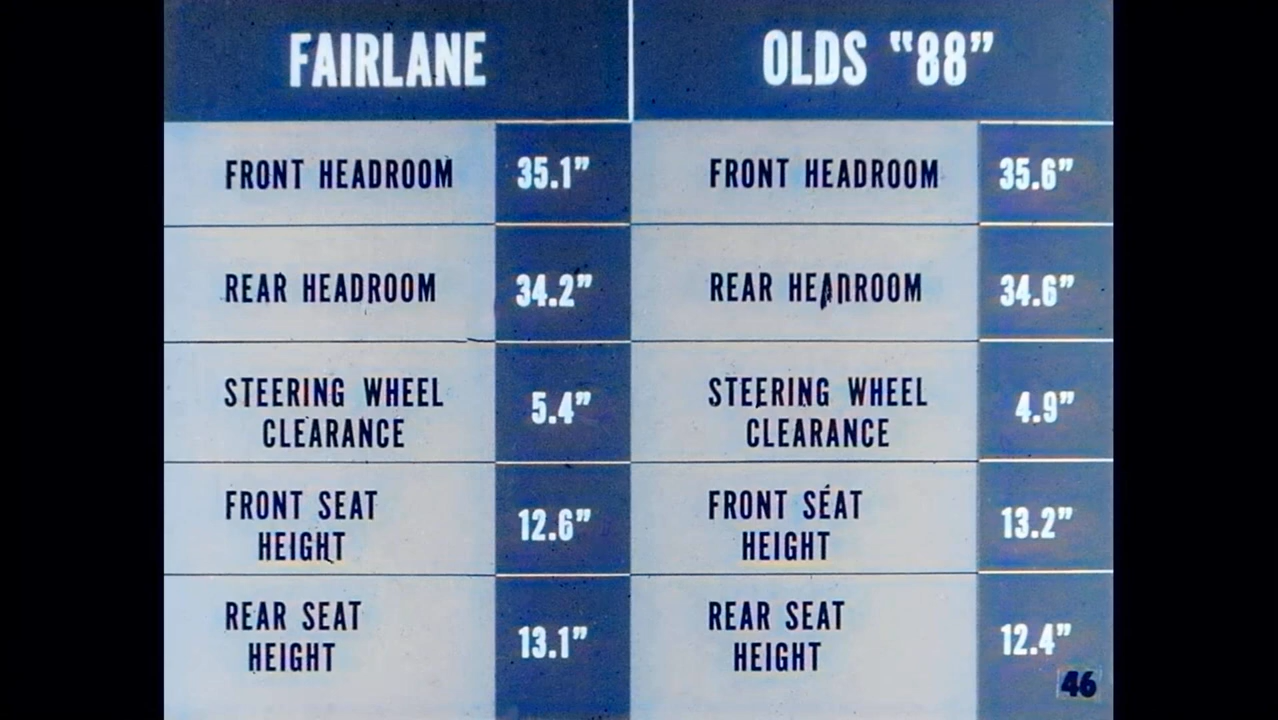 FAIRLANE OLDS “88”
FRONT HEADROOM 35.1” FRONT HEADROOM 35.6”
REAR HEADROOM 34.2” REAR HEADROOM 34.6”
STEERING WHEEL
CLEARANCE 5.4” STEERING WHEEL
CLEARANCE 4.9”
FRONT SEAT
HEIGHT 12.6” FRONT SEAT
HEIGHT 13.2”
REAR SEAT
HEIGHT 13.1” REAR SEAT
HEIGHT 12.4”
46